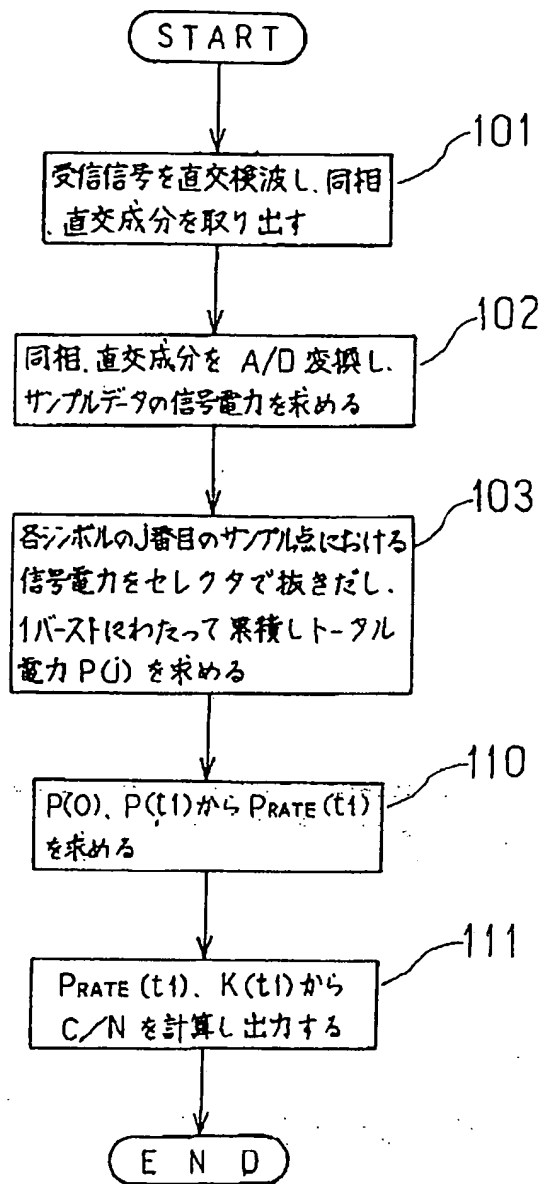 START
101
受信信号を直交検波し、同相
、直交成分を取り出す
102
同相、直交成分を A/D 変換し、
サンプルデータの信号電力を求める
103
各シンボルのj番目のサンプル点における
信号電力をセレクタで抜きだし、
1バーストにわたって累積しトータル
電力 P(j) を求める
110
P(0)、P(t1)から PRATE(t1)
を求める
111
PRATE(t1)、K(t1)から
C/N を計算し出力する
END